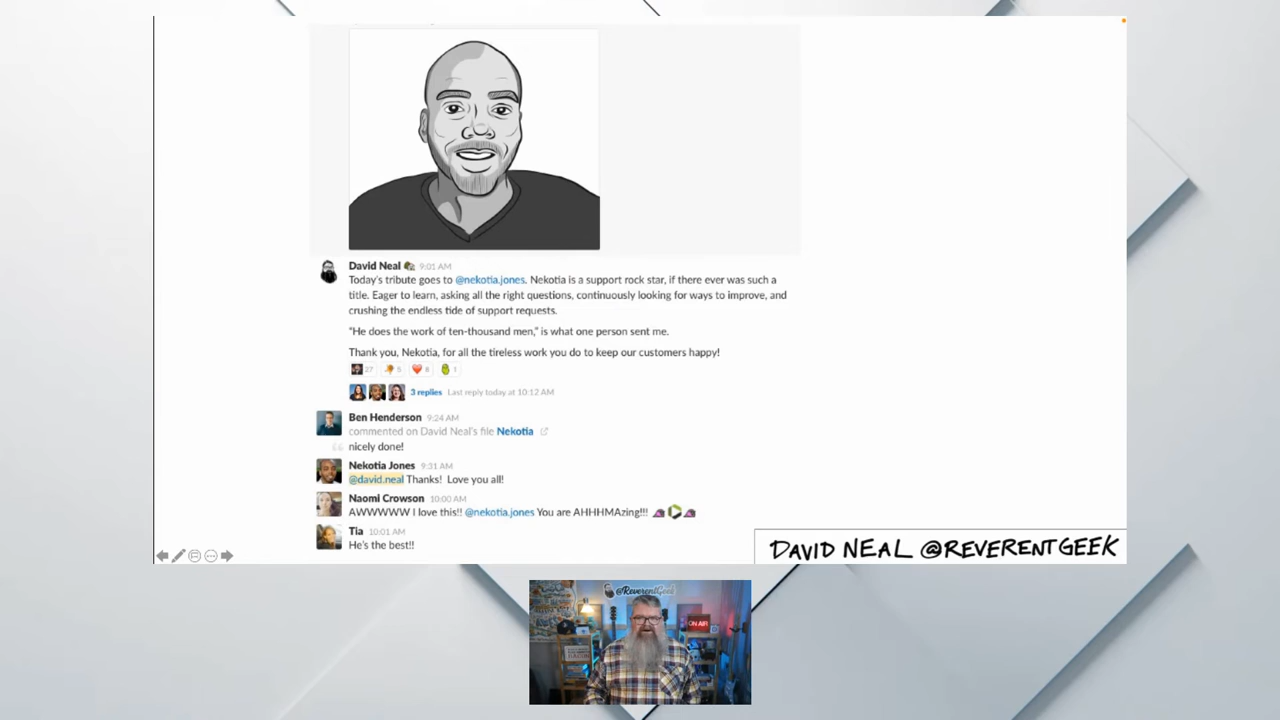 David Neal 9:01 AM
Today's tribute goes to @nekotia.jones. Nekotia is a support rock star, if there ever was such a
title. Eager to learn, asking all the right questions, continuously looking for ways to improve, and
crushing the endless tide of support requests.
"He does the work of ten-thousand men," is what one person sent me.
Thank you, Nekotia, for all the tireless work you do to keep our customers happy!
27 5 8 1
3 replies Last reply today at 10:12 AM
Ben Henderson 9:24 AM
commented on David Neal's file Nekotia
nicely done!
Nekotia Jones 9:31 AM
@david.neal Thanks! Love you all!
Naomi Crowson 10:00 AM
AWWWWW I love this!! @nekotia.jones You are AHHHMAzing!!!
Tia 10:01 AM
He's the best!!
DAVID NEAL @REVERENTGEEK
@ReverentGeek
ON AIR